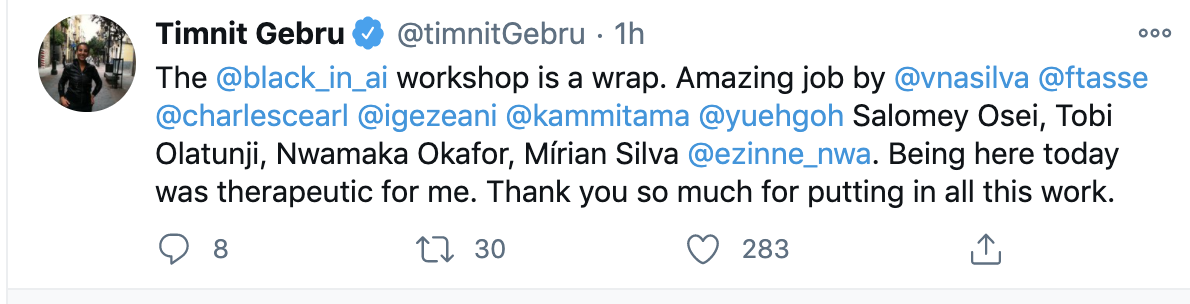 Timnit Gebru @timnitGebru · 1h
The @black_in_ai workshop is a wrap. Amazing job by @vnasilva @ftasse
@charlescearl @igezeani @kammitama @yuehgoh Salomey Osei, Tobi
Olatunji, Nwamaka Okafor, Mírian Silva @ezinne_nwa. Being here today
was therapeutic for me. Thank you so much for putting in all this work.
8 30 283